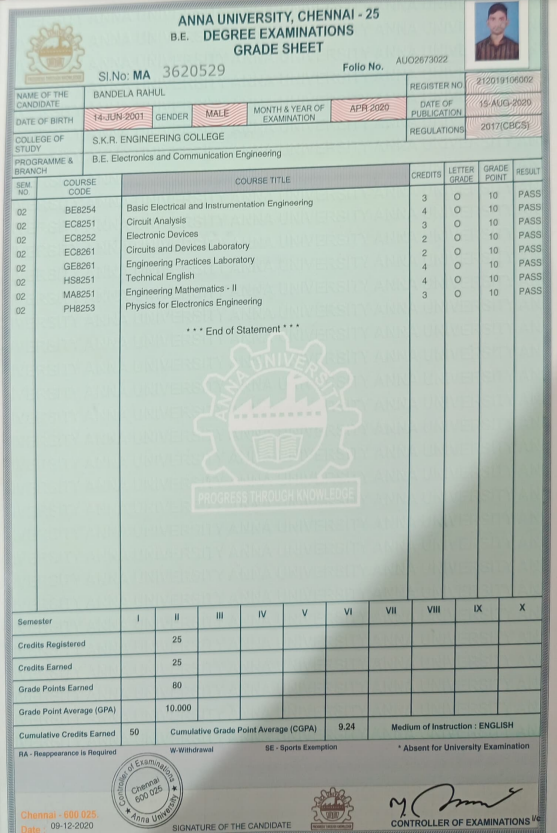 ANNA UNIVERSITY, CHENNAI - 25
B.E. DEGREE EXAMINATIONS
GRADE SHEET
Sl.No: MA 3620529
Folio No. AUO2673022
NAME OF THE CANDIDATE BANDELA RAHUL REGISTER NO. 212019106002
DATE OF BIRTH 14-JUN-2001 GENDER MALE MONTH & YEAR OF EXAMINATION APR 2020 DATE OF PUBLICATION 15-AUG-2020
COLLEGE OF STUDY S.K.R. ENGINEERING COLLEGE REGULATIONS 2017(CBCS)
PROGRAMME & BRANCH B.E. Electronics and Communication Engineering
SEM. NO. COURSE CODE COURSE TITLE CREDITS LETTER GRADE GRADE POINT RESULT
02 BE8254 Basic Electrical and Instrumentation Engineering 3 O 10 PASS
02 EC8251 Circuit Analysis 4 O 10 PASS
02 EC8252 Electronic Devices 3 O 10 PASS
02 EC8261 Circuits and Devices Laboratory 2 O 10 PASS
02 GE8261 Engineering Practices Laboratory 2 O 10 PASS
02 HS8251 Technical English 4 O 10 PASS
02 MA8251 Engineering Mathematics - II 4 O 10 PASS
02 PH8253 Physics for Electronics Engineering 3 O 10 PASS
* * * End of Statement * * *
ANNA UNIVERSITY
PROGRESS THROUGH KNOWLEDGE
Semester I II III IV V VI VII VIII IX X
Credits Registered 25
Credits Earned 25
Grade Points Earned 80
Grade Point Average (GPA) 10.000
Cumulative Credits Earned 50 Cumulative Grade Point Average (CGPA) 9.24 Medium of Instruction : ENGLISH
RA - Reappearance is Required W-Withdrawal SE - Sports Exemption * Absent for University Examination
Controller of Examinations
Chennai
600 025
Anna University
Chennai - 600 025.
Date : 09-12-2020
SIGNATURE OF THE CANDIDATE
CONTROLLER OF EXAMINATIONS i/c